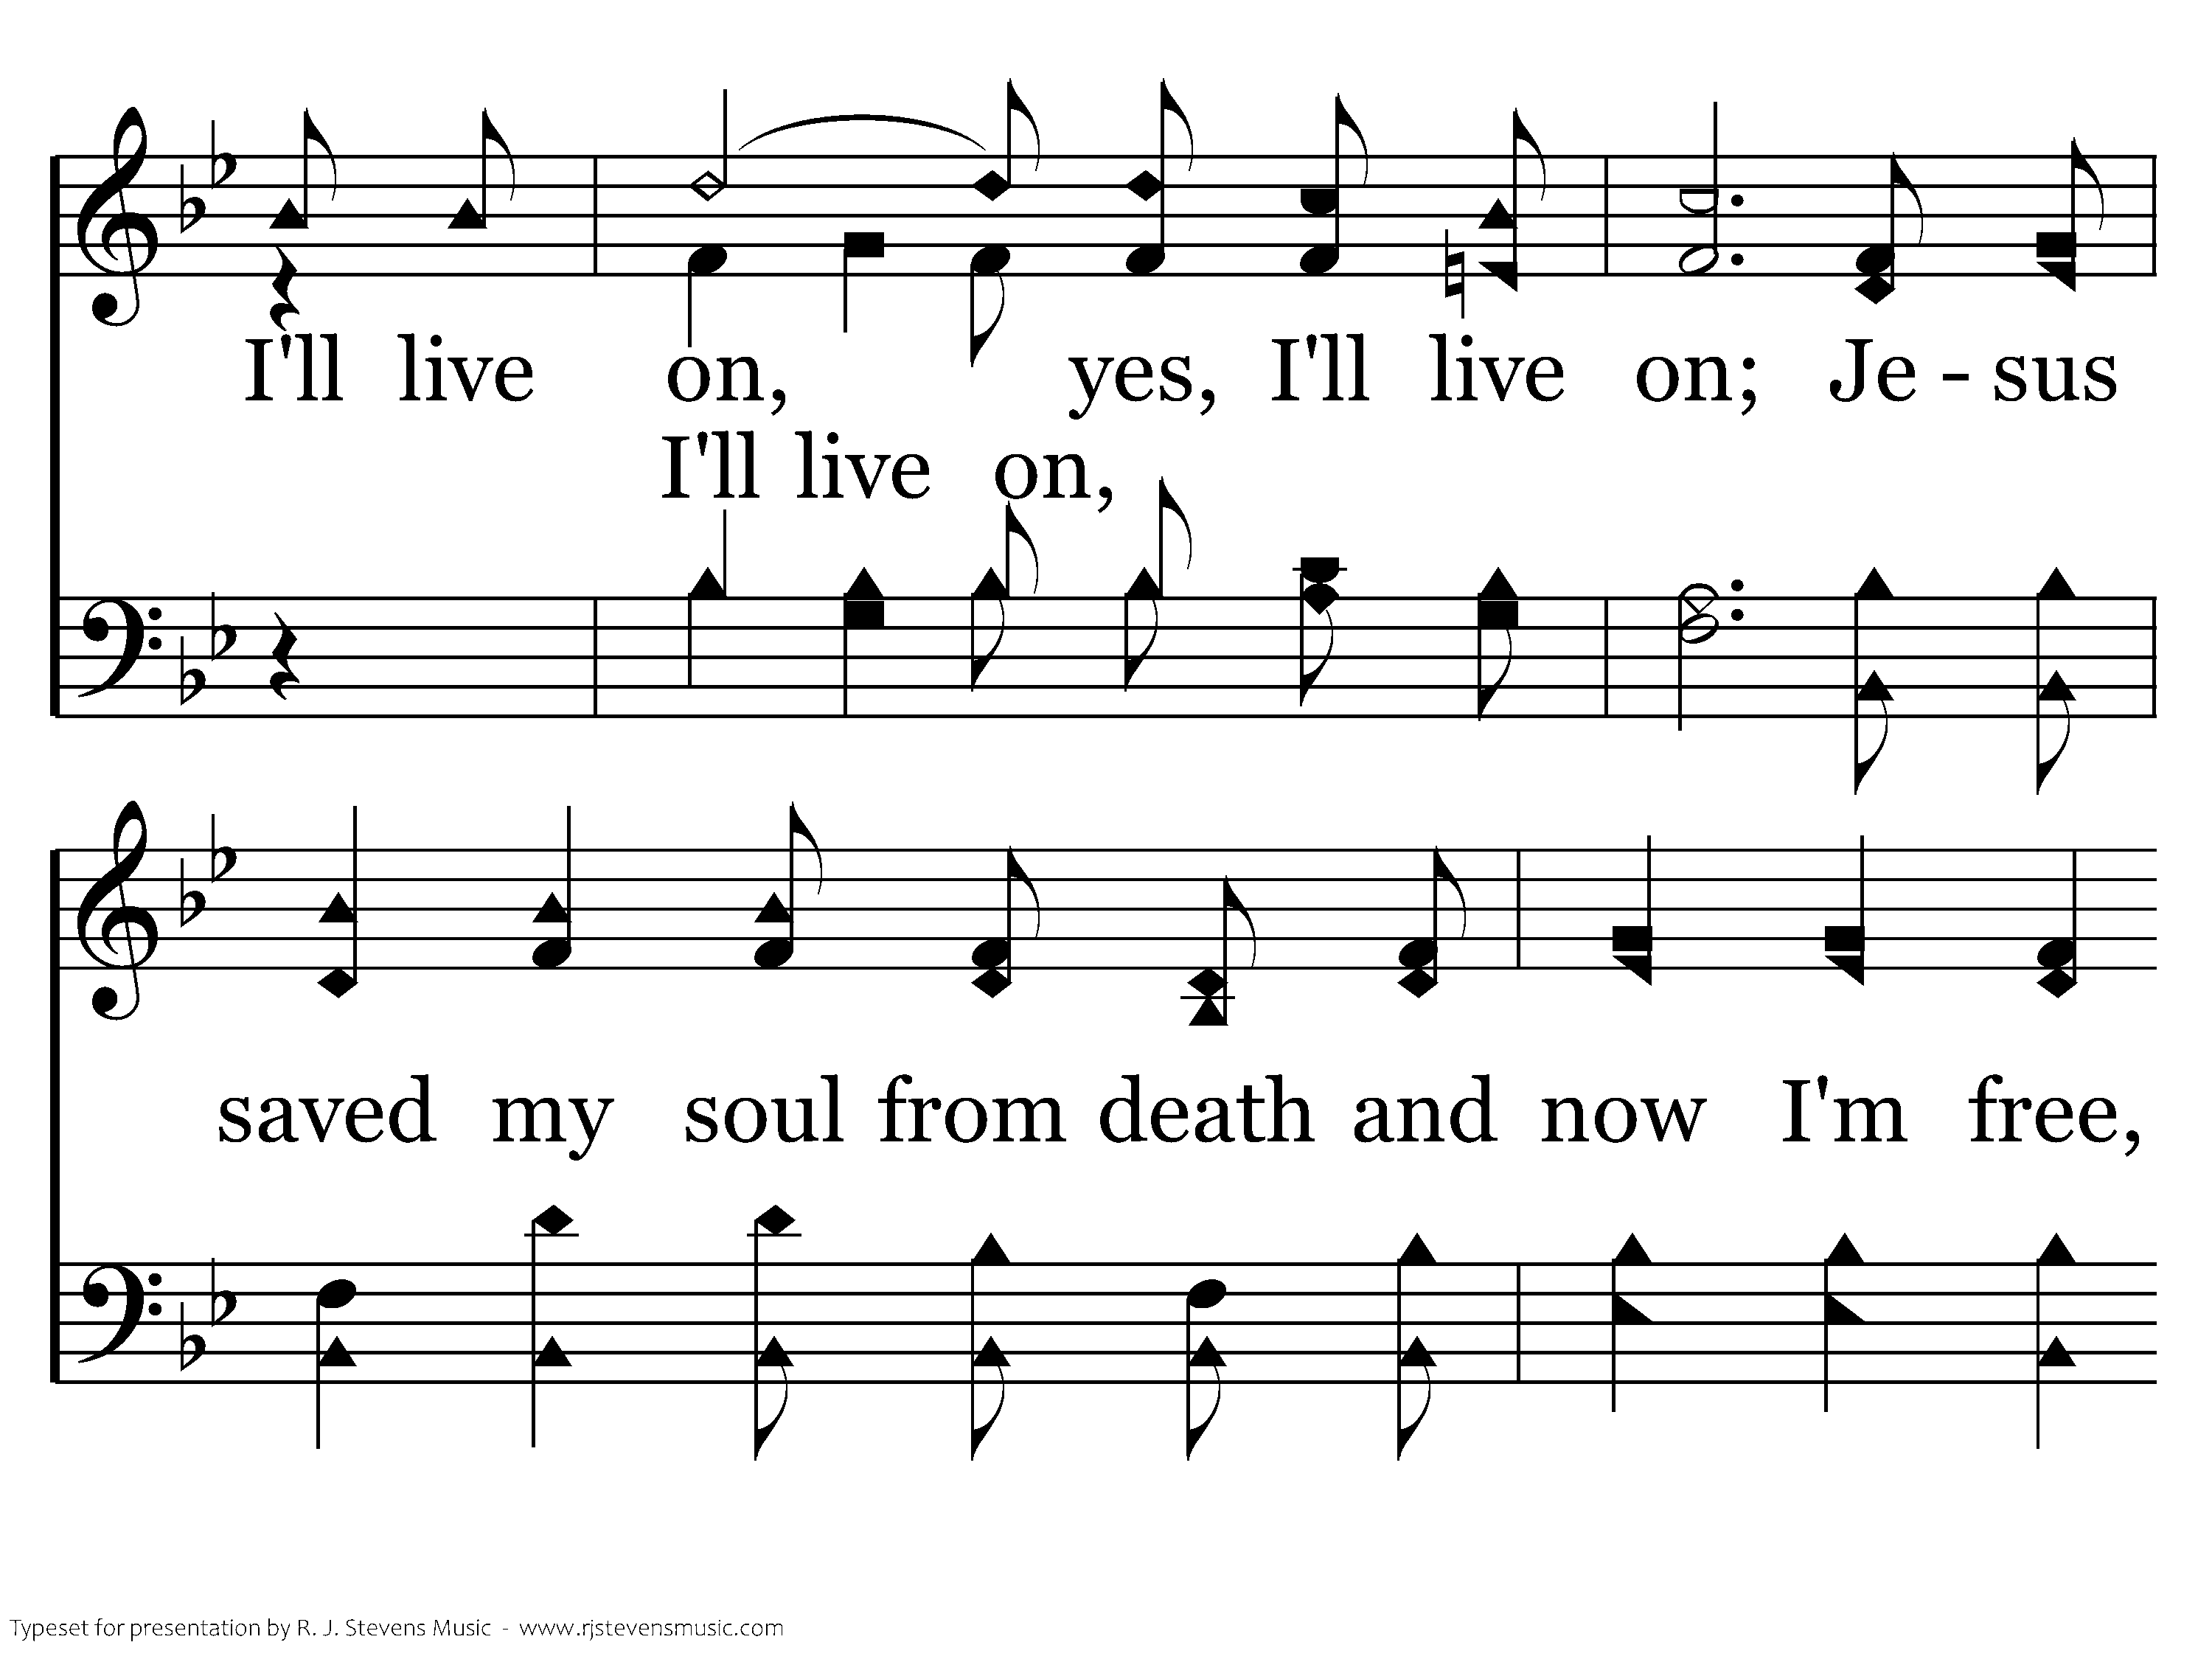 I'll live on, yes, I'll live on; Je - sus
I'll live on,
saved my soul from death and now I'm free,
Typeset for presentation by R. J. Stevens Music - www.rjstevensmusic.com